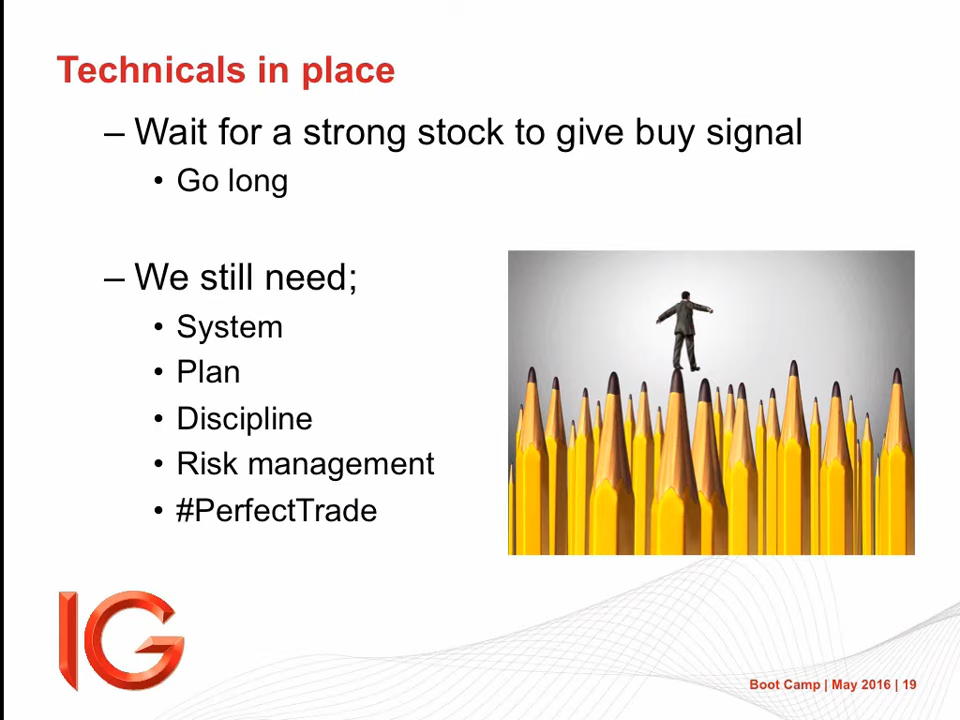 Technicals in place
– Wait for a strong stock to give buy signal
• Go long
– We still need;
• System
• Plan
• Discipline
• Risk management
• #PerfectTrade
IG
Boot Camp | May 2016 | 19